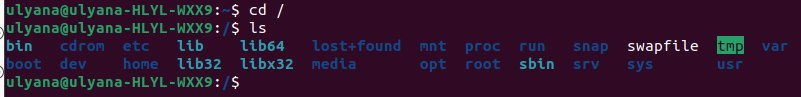 ulyana@ulyana-HLYL-WXX9:~$ cd /
ulyana@ulyana-HLYL-WXX9:/$ ls
bin cdrom etc lib lib64 lost+found mnt proc run snap swapfile tmp var
boot dev home lib32 libx32 media opt root sbin srv sys usr
ulyana@ulyana-HLYL-WXX9:/$